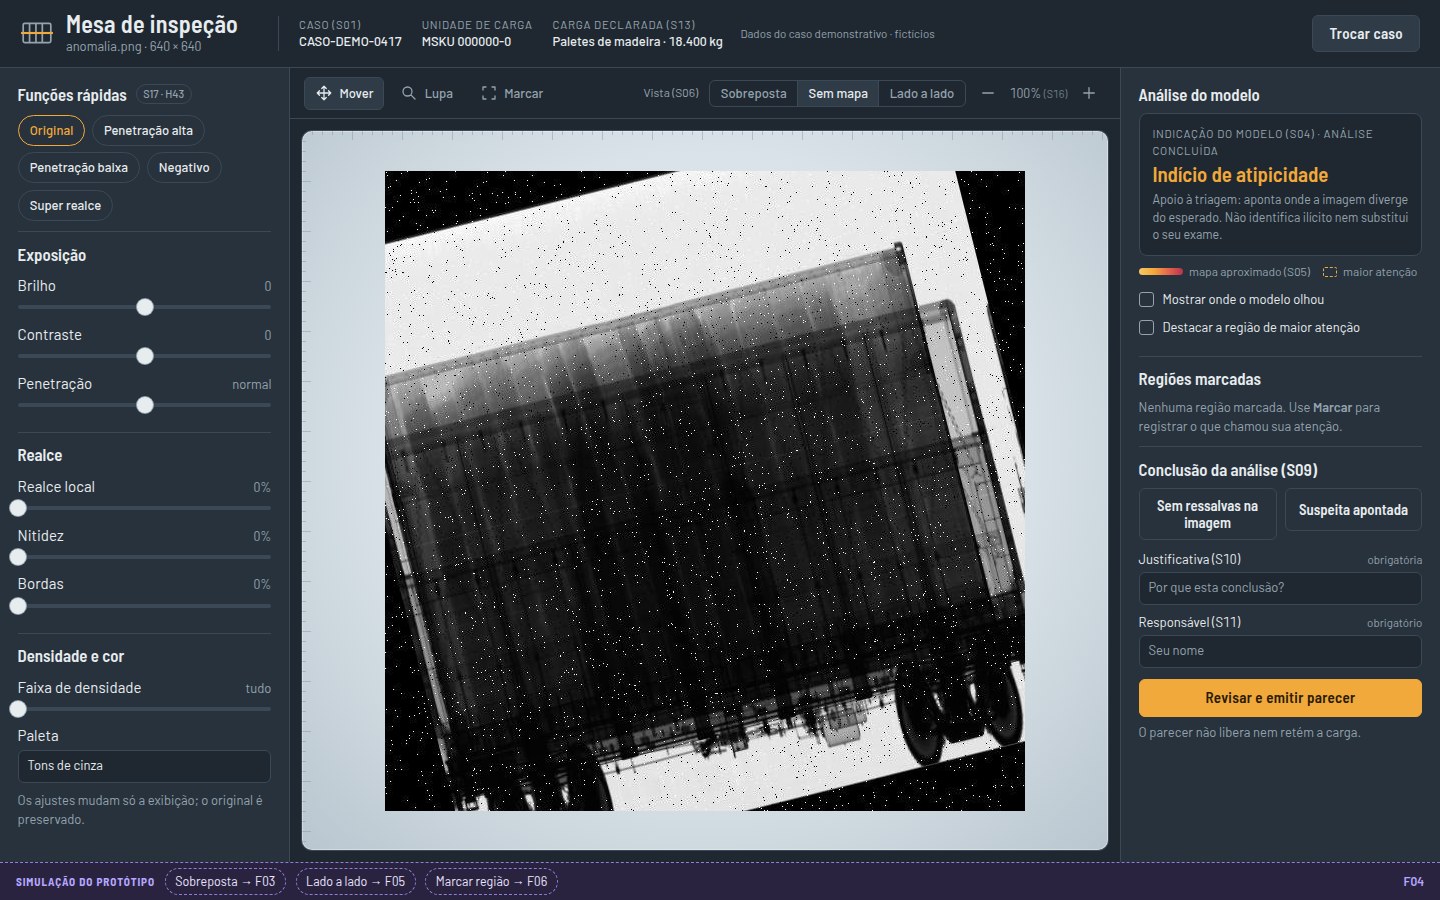 Mesa de inspeção
anomalia.png · 640 × 640
CASO (S01)
CASO-DEMO-0417
UNIDADE DE CARGA
MSKU 000000-0
CARGA DECLARADA (S13)
Paletes de madeira · 18.400 kg
Dados do caso demonstrativo · fictícios
Trocar caso
Funções rápidas
S17 · H43
Original
Penetração alta
Penetração baixa
Negativo
Super realce
Exposição
Brilho 0
Contraste 0
Penetração normal
Realce
Realce local 0%
Nitidez 0%
Bordas 0%
Densidade e cor
Faixa de densidade tudo
Paleta
Tons de cinza
Os ajustes mudam só a exibição; o original é
preservado.
Mover
Lupa
Marcar
Vista (S06)
Sobreposta
Sem mapa
Lado a lado
100% (S16)
Análise do modelo
INDICAÇÃO DO MODELO (S04) · ANÁLISE
CONCLUÍDA
Indício de atipicidade
Apoio à triagem: aponta onde a imagem diverge
do esperado. Não identifica ilícito nem substitui
o seu exame.
mapa aproximado (S05)
maior atenção
Mostrar onde o modelo olhou
Destacar a região de maior atenção
Regiões marcadas
Nenhuma região marcada. Use Marcar para
registrar o que chamou sua atenção.
Conclusão da análise (S09)
Sem ressalvas na
imagem
Suspeita apontada
Justificativa (S10) obrigatória
Por que esta conclusão?
Responsável (S11) obrigatório
Seu nome
Revisar e emitir parecer
O parecer não libera nem retém a carga.
SIMULAÇÃO DO PROTÓTIPO
Sobreposta → F03
Lado a lado → F05
Marcar região → F06
F04